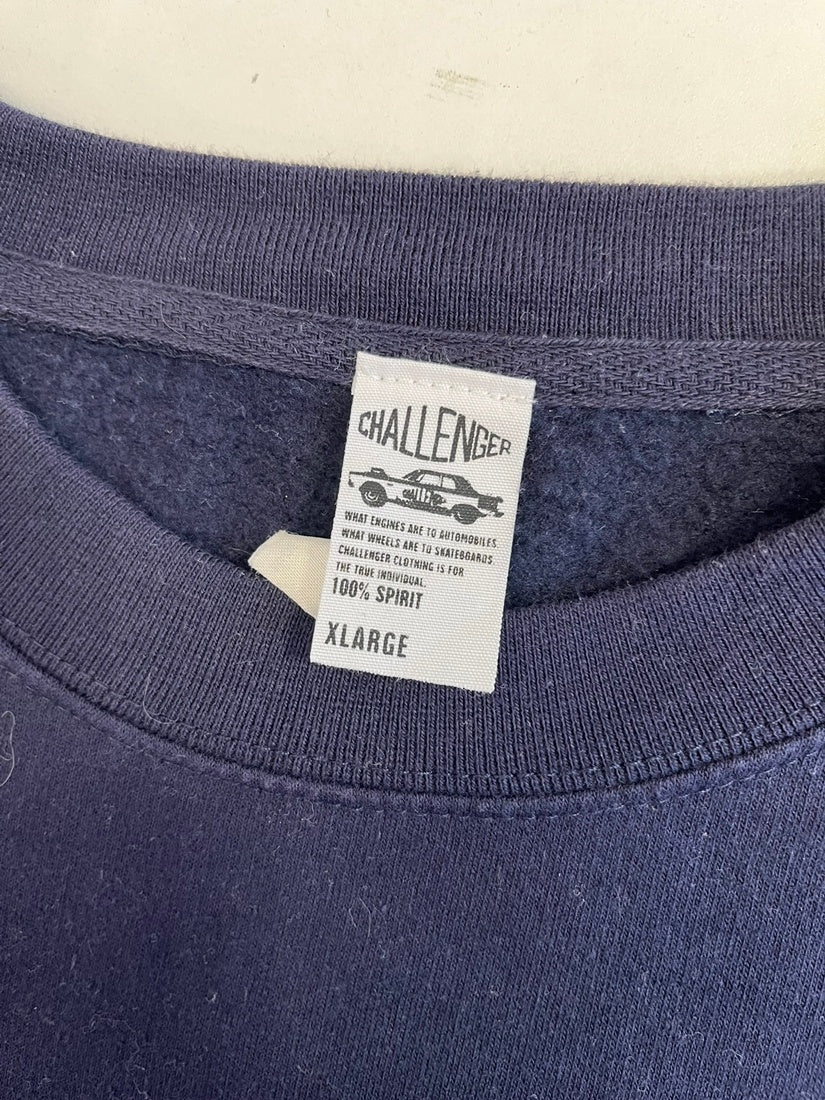 CHALLENGER
WHAT ENGINES ARE TO AUTOMOBILES
WHAT WHEELS ARE TO SKATEBOARDS
CHALLENGER CLOTHING IS FOR
THE TRUE INDIVIDUAL.
100% SPIRIT
XLARGE